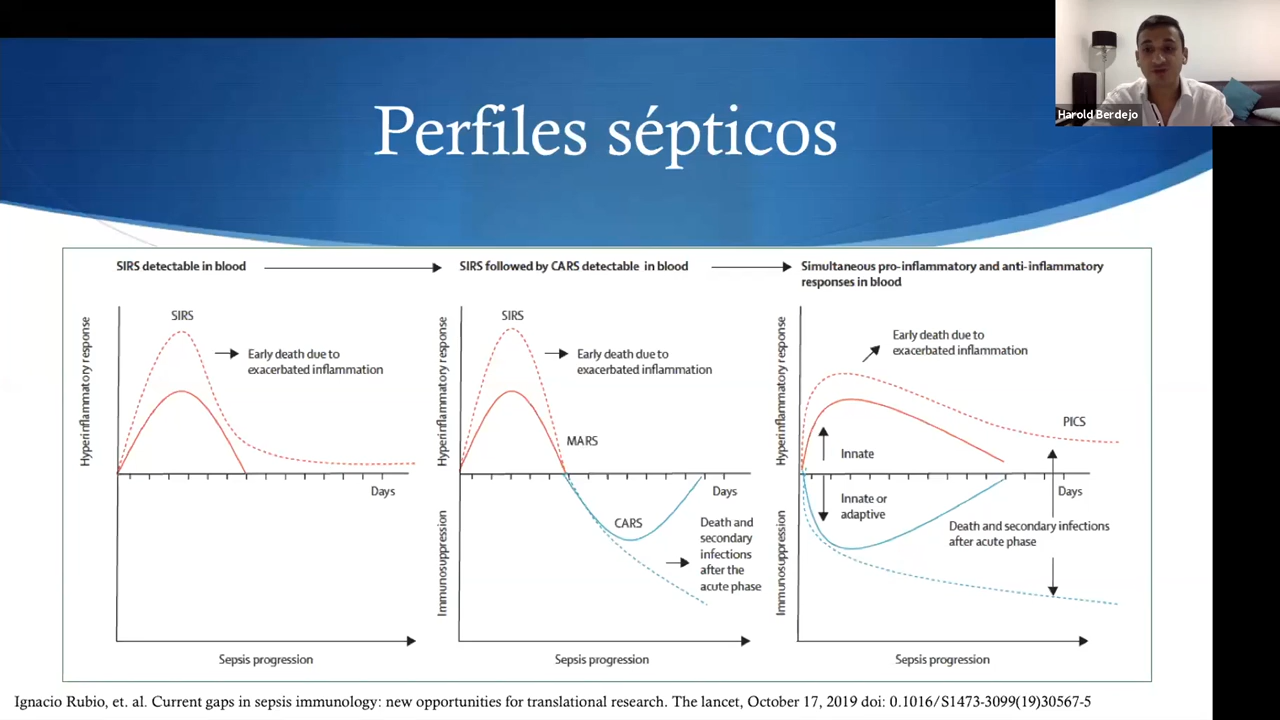 Harold Berdejo
Perfiles sépticos
SIRS detectable in blood
SIRS followed by CARS detectable in blood
Simultaneous pro-inflammatory and anti-inflammatory
responses in blood
Hyperinflammatory response
SIRS
Early death due to
exacerbated inflammation
Days
Sepsis progression
Hyperinflammatory response
Immunosuppression
SIRS
Early death due to
exacerbated inflammation
MARS
Days
CARS
Death and
secondary
infections
after the
acute phase
Sepsis progression
Hyperinflammatory response
Immunosuppression
Early death due to
exacerbated inflammation
PICS
Innate
Days
Innate or
adaptive
Death and secondary infections
after acute phase
Sepsis progression
Ignacio Rubio, et. al. Current gaps in sepsis immunology: new opportunities for translational research. The lancet, October 17, 2019 doi: 0.1016/S1473-3099(19)30567-5